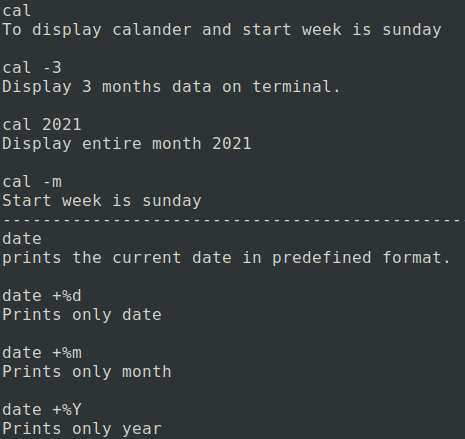 cal
To display calander and start week is sunday
cal -3
Display 3 months data on terminal.
cal 2021
Display entire month 2021
cal -m
Start week is sunday
----------------------------------------------
date
prints the current date in predefined format.
date +%d
Prints only date
date +%m
Prints only month
date +%Y
Prints only year